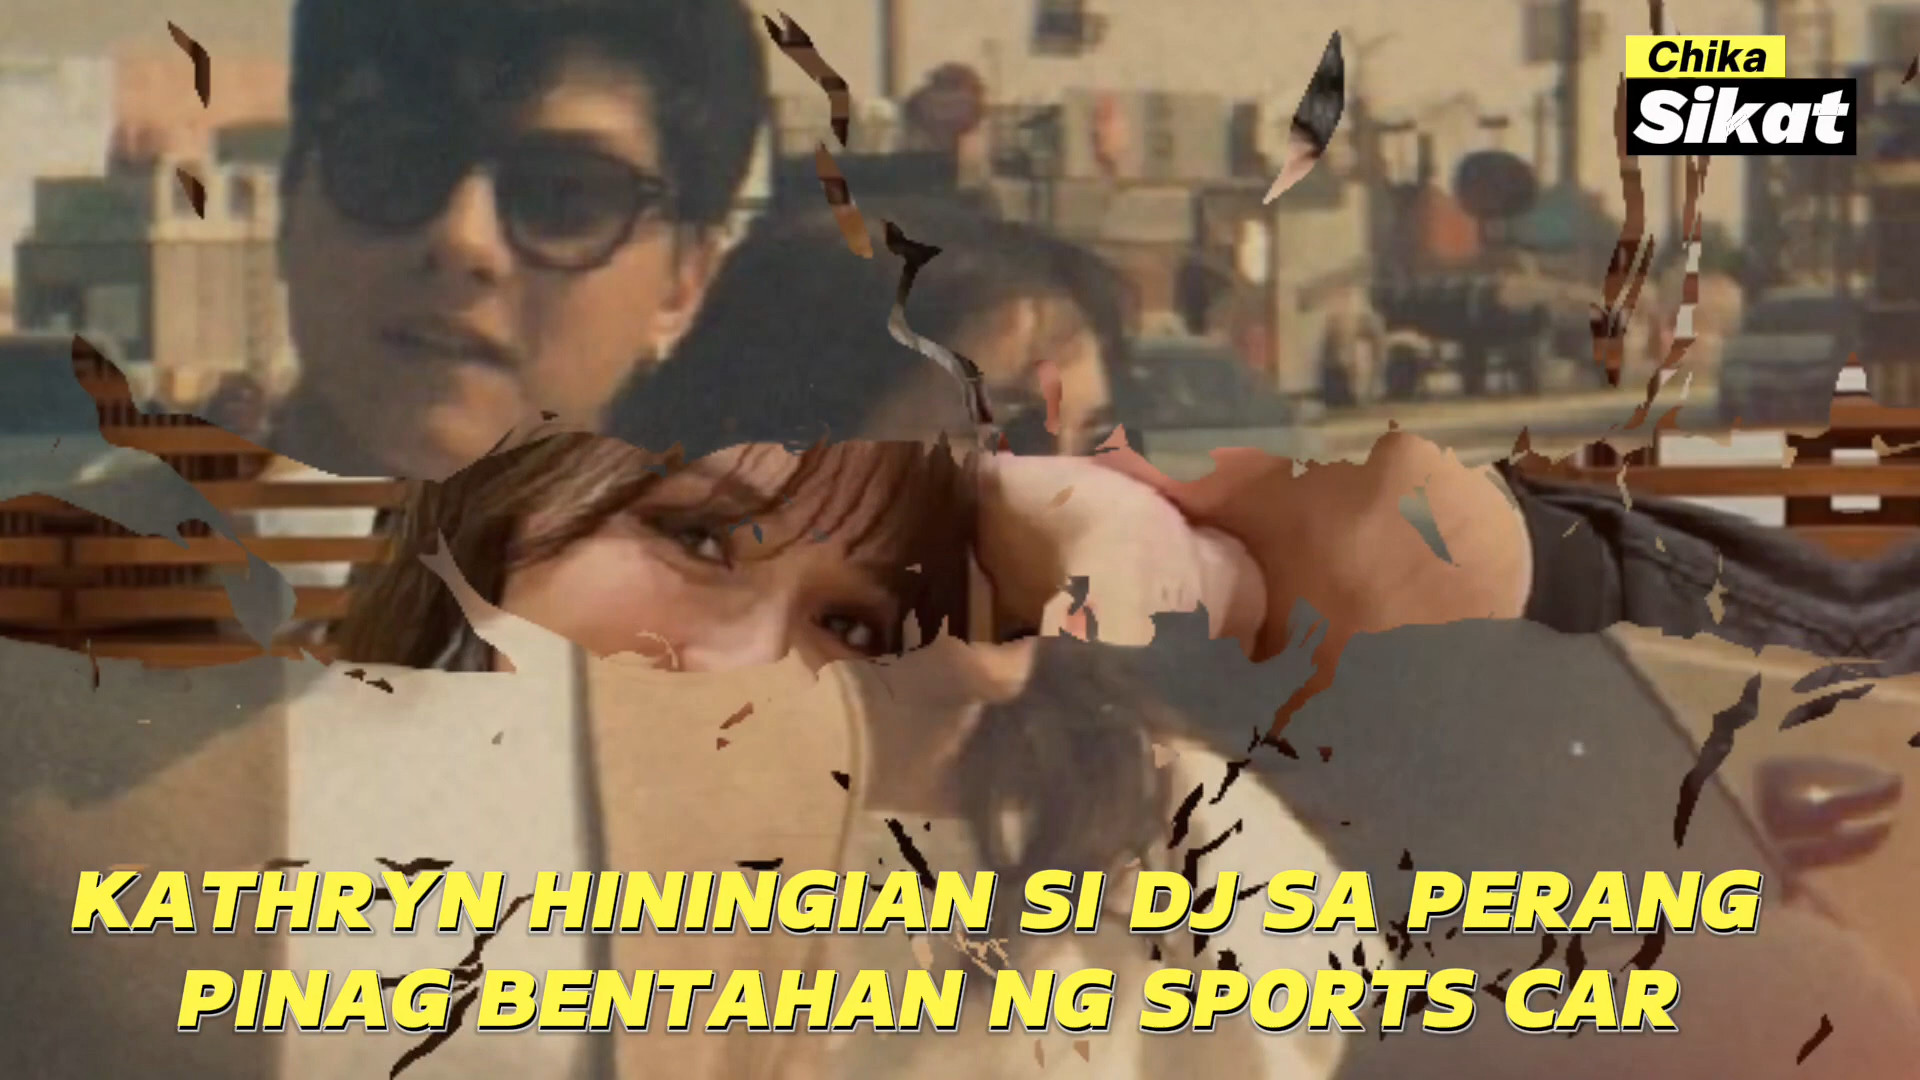 Chika
Sikat
KATHRYN HININGIAN SI DJ SA PERANG
PINAG BENTAHAN NG SPORTS CAR